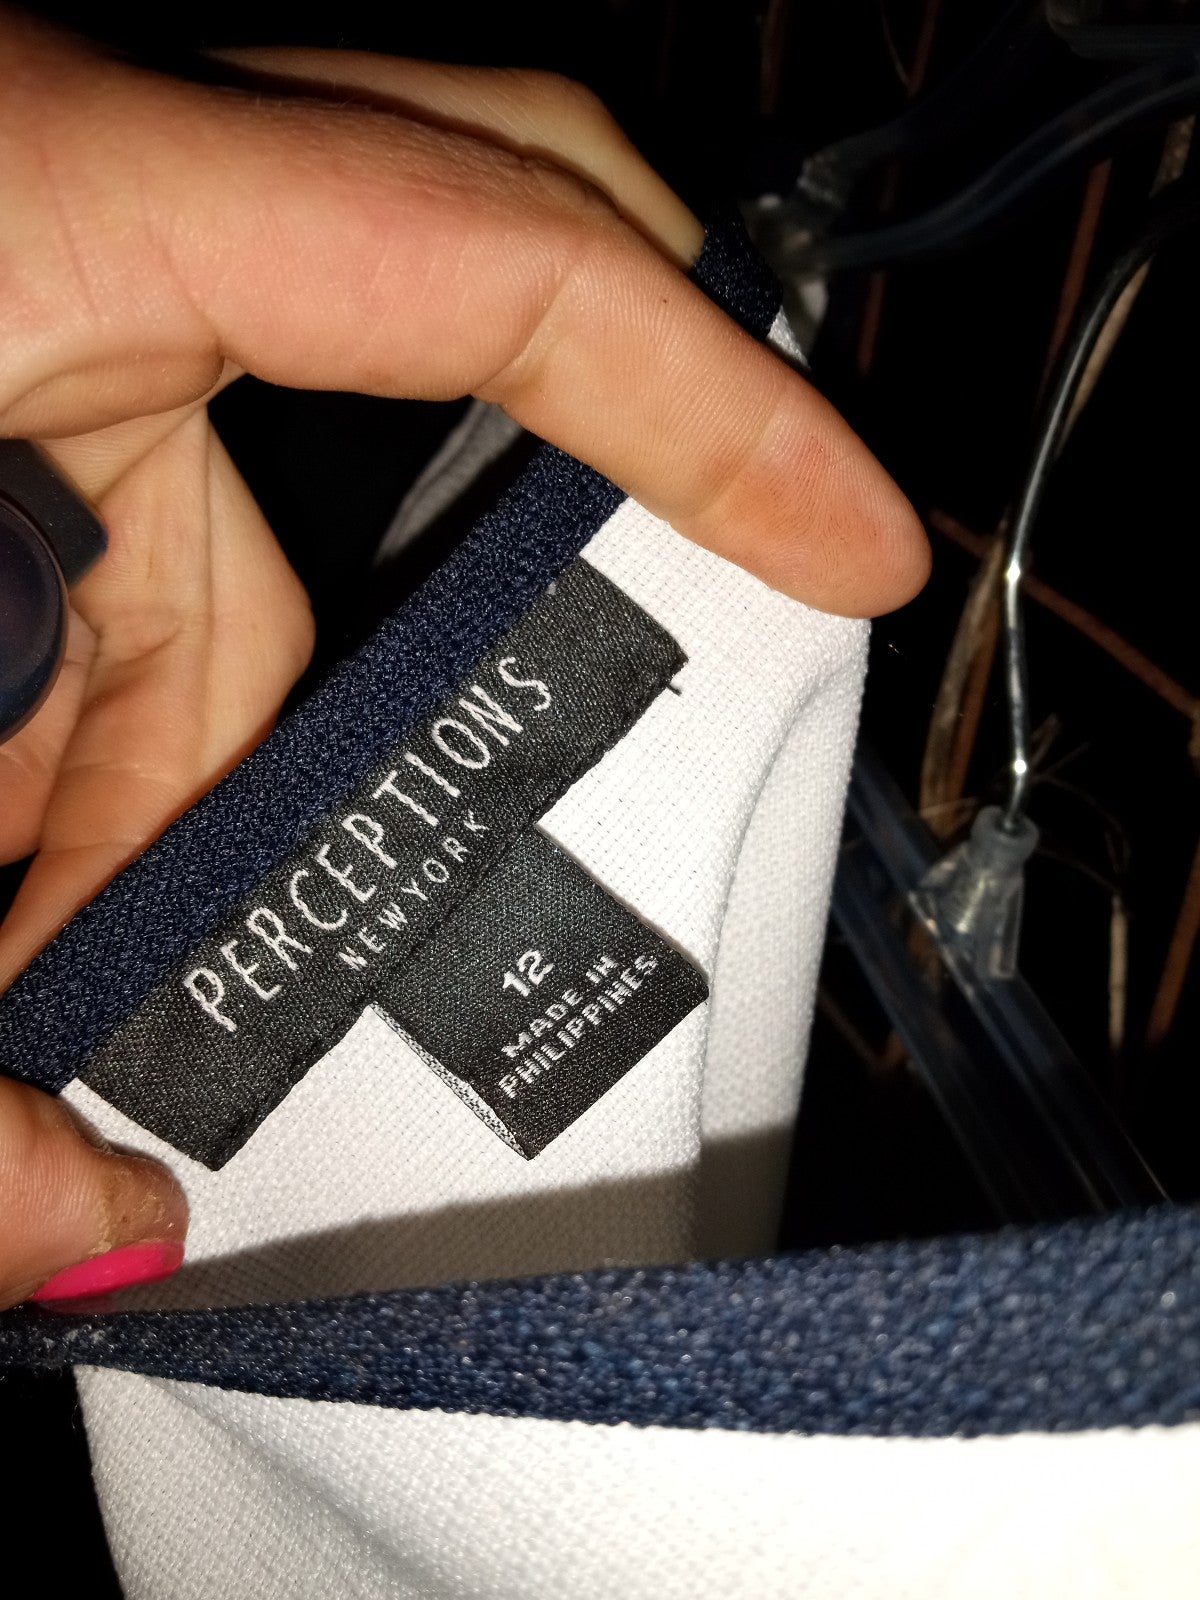 PERCEPTIONS
NEW YORK
12
MADE IN
PHILIPPINES